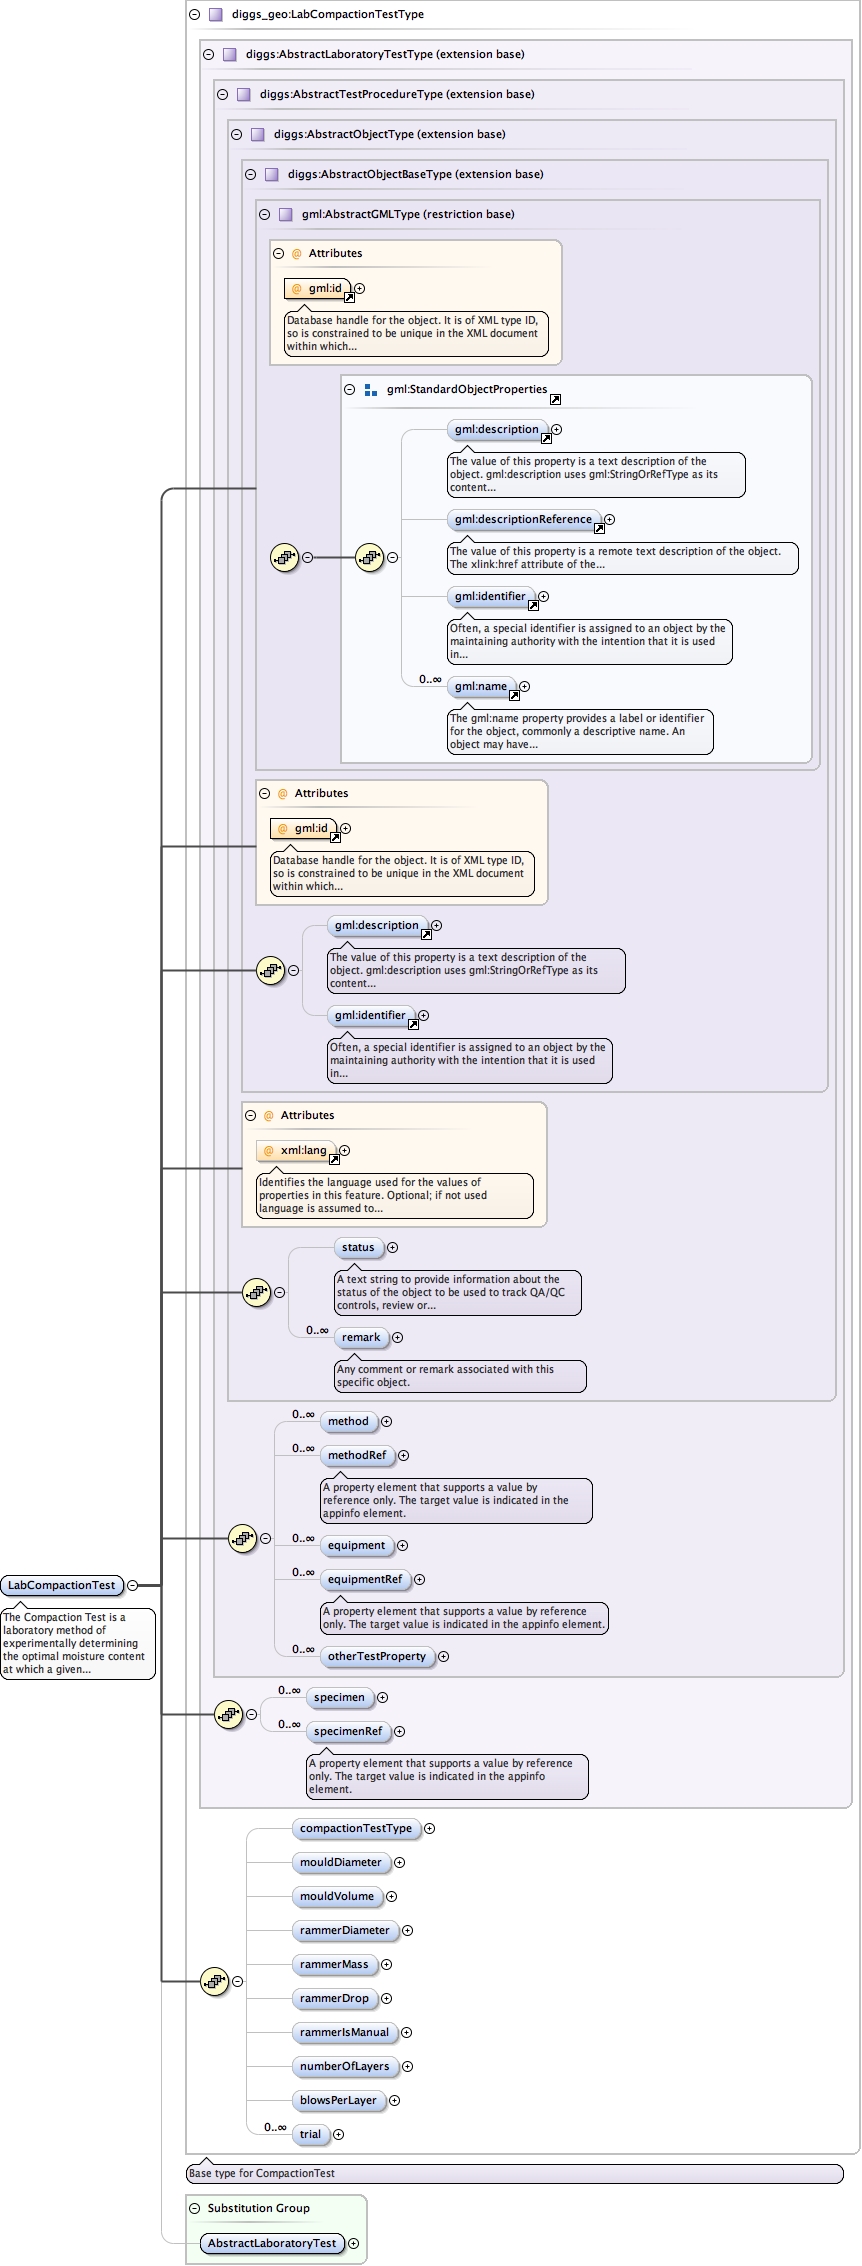 diggs_geo:LabCompactionTestType
diggs:AbstractLaboratoryTestType (extension base)
diggs:AbstractTestProcedureType (extension base)
diggs:AbstractObjectType (extension base)
diggs:AbstractObjectBaseType (extension base)
gml:AbstractGMLType (restriction base)
@ Attributes
@ gml:id
Database handle for the object. It is of XML type ID,
so is constrained to be unique in the XML document
within which...
gml:StandardObjectProperties
gml:description
The value of this property is a text description of the
object. gml:description uses gml:StringOrRefType as its
content...
gml:descriptionReference
The value of this property is a remote text description of the object.
The xlink:href attribute of the...
gml:identifier
Often, a special identifier is assigned to an object by the
maintaining authority with the intention that it is used
in...
0..∞ gml:name
The gml:name property provides a label or identifier
for the object, commonly a descriptive name. An
object may have...
@ Attributes
@ gml:id
Database handle for the object. It is of XML type ID,
so is constrained to be unique in the XML document
within which...
gml:description
The value of this property is a text description of the
object. gml:description uses gml:StringOrRefType as its
content...
gml:identifier
Often, a special identifier is assigned to an object by the
maintaining authority with the intention that it is used
in...
@ Attributes
@ xml:lang
Identifies the language used for the values of
properties in this feature. Optional; if not used
language is assumed to...
status
A text string to provide information about the
status of the object to be used to track QA/QC
controls, review or...
0..∞ remark
Any comment or remark associated with this
specific object.
0..∞ method
0..∞ methodRef
A property element that supports a value by
reference only. The target value is indicated in the
appinfo element.
0..∞ equipment
0..∞ equipmentRef
A property element that supports a value by reference
only. The target value is indicated in the appinfo element.
0..∞ otherTestProperty
LabCompactionTest
The Compaction Test is a
laboratory method of
experimentally determining
the optimal moisture content
at which a given...
0..∞ specimen
0..∞ specimenRef
A property element that supports a value by reference
only. The target value is indicated in the appinfo
element.
compactionTestType
mouldDiameter
mouldVolume
rammerDiameter
rammerMass
rammerDrop
rammerIsManual
numberOfLayers
blowsPerLayer
0..∞ trial
Base type for CompactionTest
Substitution Group
AbstractLaboratoryTest